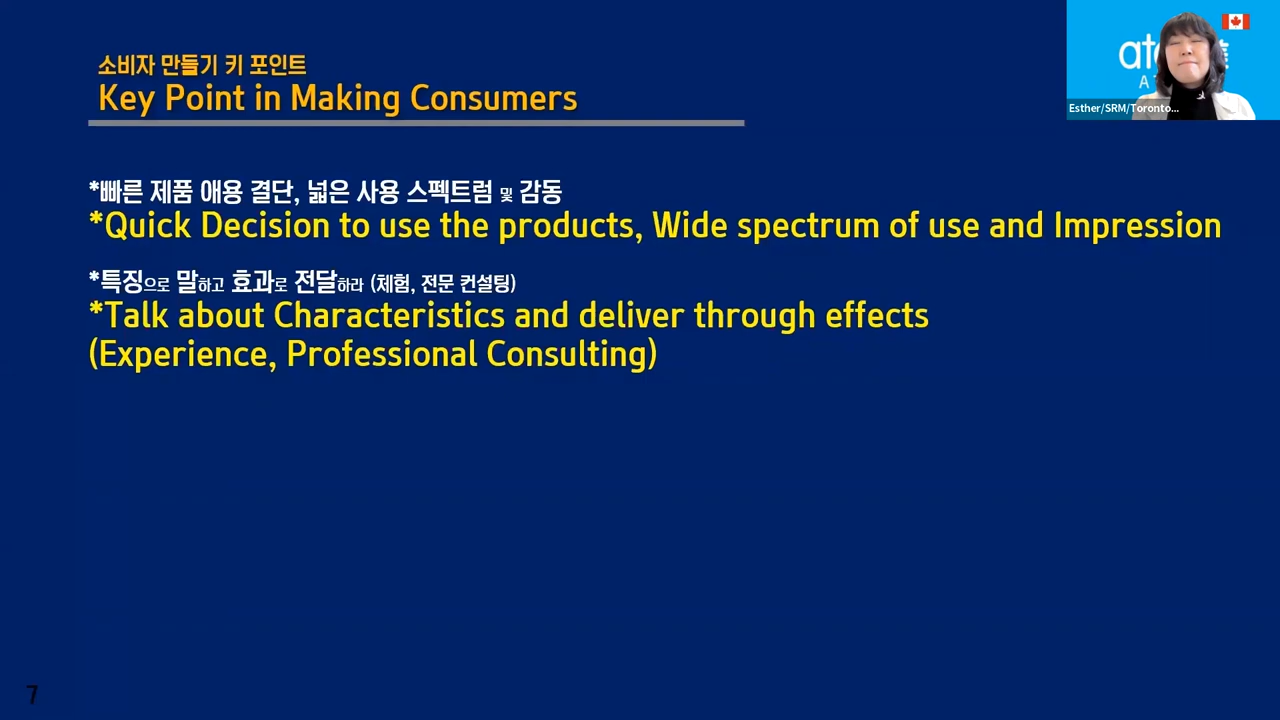 소비자 만들기 키 포인트
Key Point in Making Consumers
*빠른 제품 애용 결단, 넓은 사용 스펙트럼 및 감동
*Quick Decision to use the products, Wide spectrum of use and Impression
*특징으로 말하고 효과로 전달하라 (체험, 전문 컨설팅)
*Talk about Characteristics and deliver through effects
(Experience, Professional Consulting)
Esther/SRM/Toronto...
7